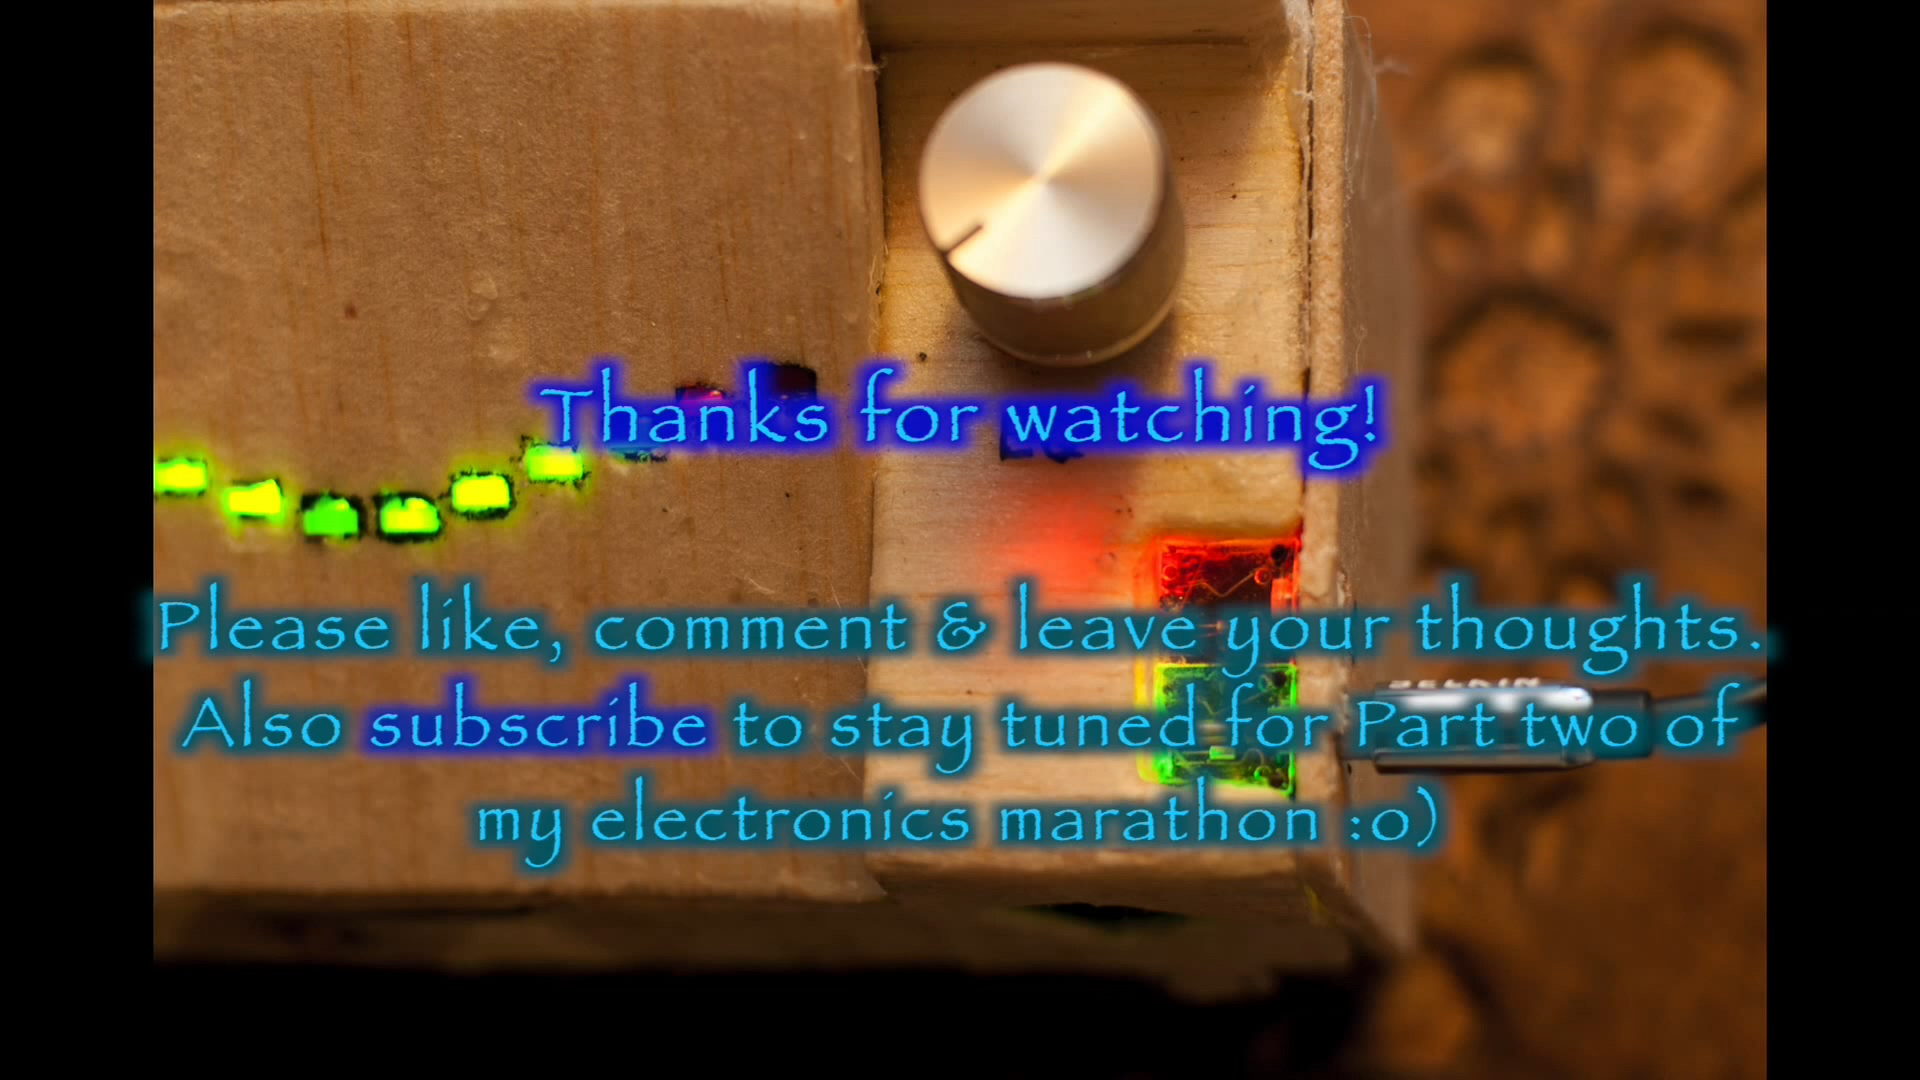 Thanks for watching!
Please like, comment & leave your thoughts.
Also subscribe to stay tuned for Part two of
my electronics marathon :o)